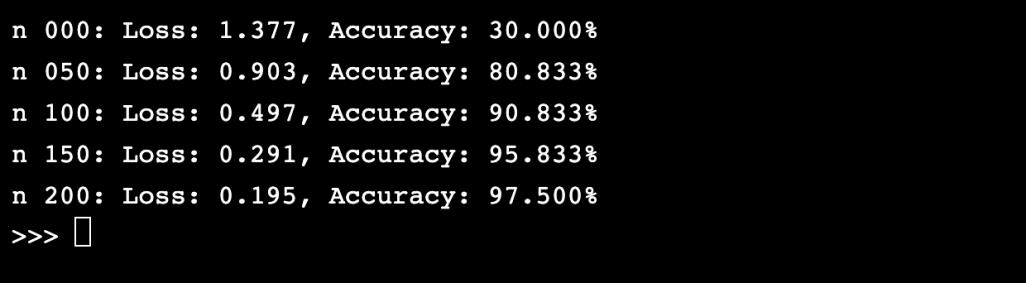 n 000: Loss: 1.377, Accuracy: 30.000%
n 050: Loss: 0.903, Accuracy: 80.833%
n 100: Loss: 0.497, Accuracy: 90.833%
n 150: Loss: 0.291, Accuracy: 95.833%
n 200: Loss: 0.195, Accuracy: 97.500%
>>>